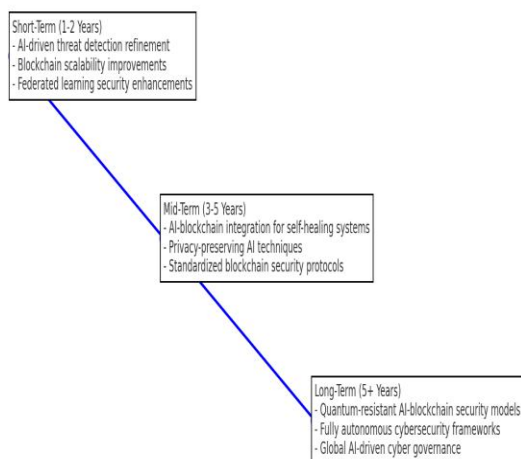 Short-Term (1-2 Years)
- AI-driven threat detection refinement
- Blockchain scalability improvements
- Federated learning security enhancements
Mid-Term (3-5 Years)
- AI-blockchain integration for self-healing systems
- Privacy-preserving AI techniques
- Standardized blockchain security protocols
Long-Term (5+ Years)
- Quantum-resistant AI-blockchain security models
- Fully autonomous cybersecurity frameworks
- Global AI-driven cyber governance